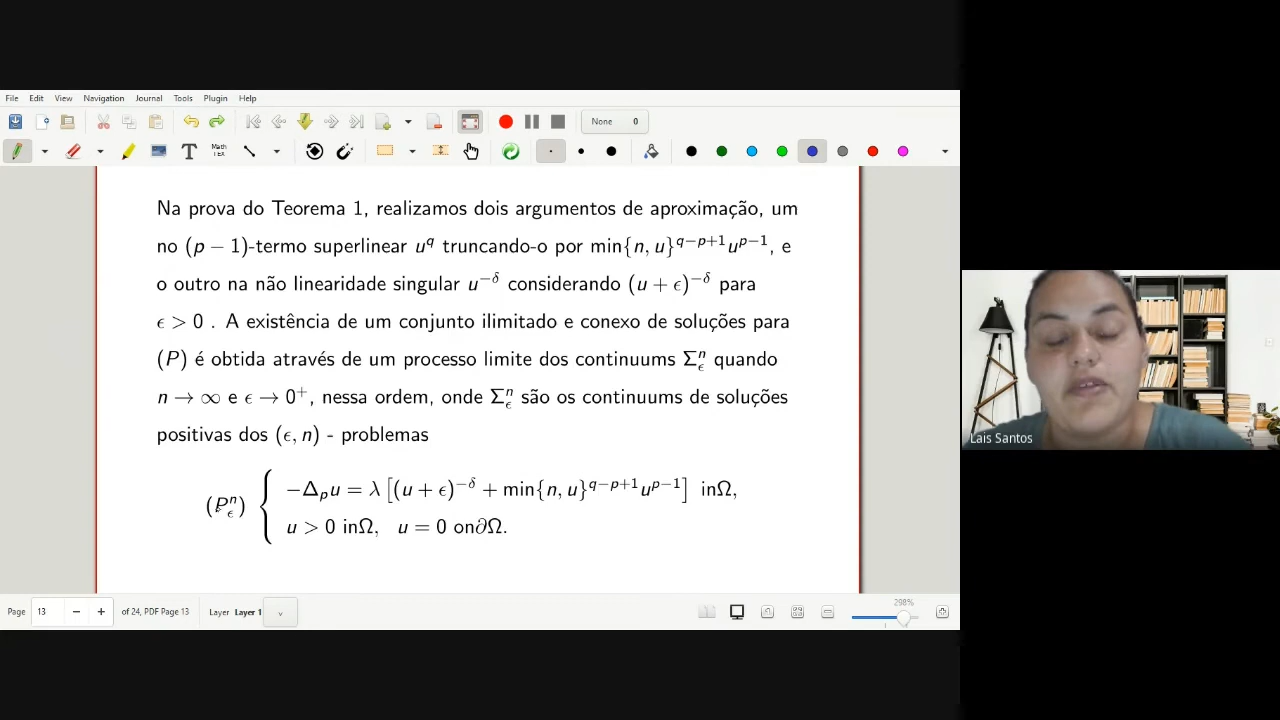 File Edit View Navigation Journal Tools Plugin Help
None 0
T Math TEX
Na prova do Teorema 1, realizamos dois argumentos de aproximação, um
no (p − 1)-termo superlinear u^q truncando-o por min{n, u}^{q−p+1}u^{p−1}, e
o outro na não linearidade singular u^{−δ} considerando (u + ϵ)^{−δ} para
ϵ > 0 . A existência de um conjunto ilimitado e conexo de soluções para
(P) é obtida através de um processo limite dos continuums Σ_ϵ^n quando
n → ∞ e ϵ → 0^+, nessa ordem, onde Σ_ϵ^n são os continuums de soluções
positivas dos (ϵ, n) - problemas
(P_ϵ^n) { −Δ_p u = λ [(u + ϵ)^{−δ} + min{n, u}^{q−p+1}u^{p−1}] inΩ,
u > 0 inΩ, u = 0 on∂Ω.
Lais Santos
Page 13 of 24, PDF Page 13 Layer Layer 1 298%